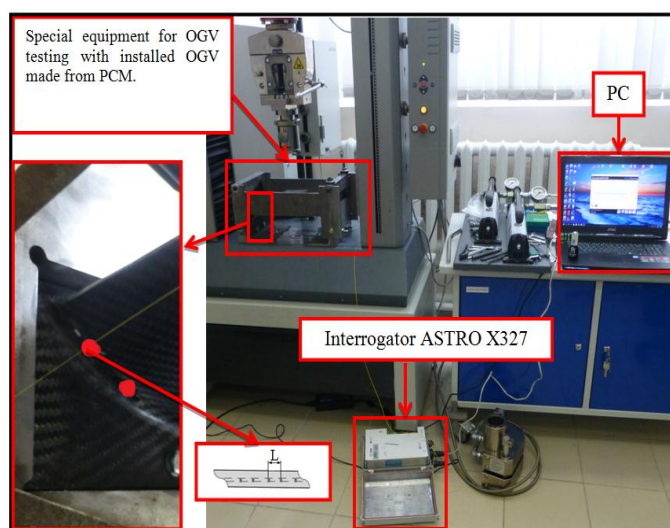 Special equipment for OGV
testing with installed OGV
made from PCM.
PC
Interrogator ASTRO X327
L